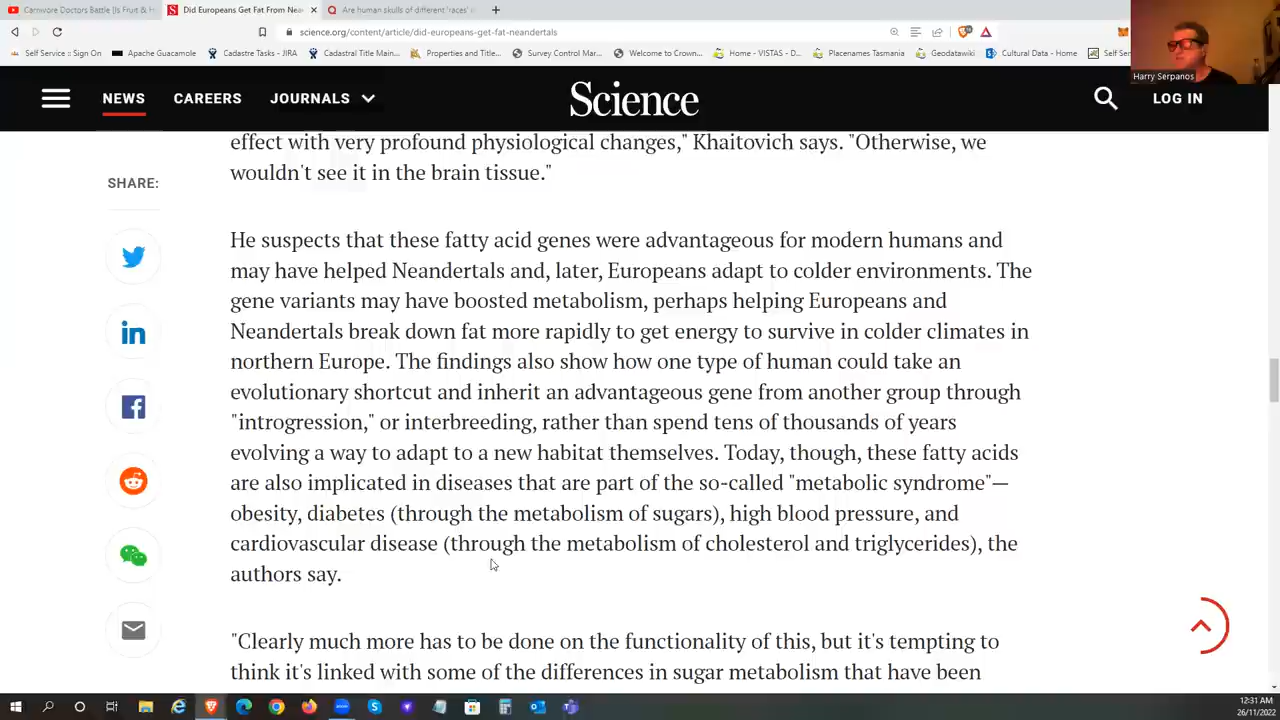 Carnivore Doctors Battle [Is Fruit & H
Did Europeans Get Fat From Nea
Are human skulls of different 'races' i
science.org/content/article/did-europeans-get-fat-neandertals
Self Service :: Sign On
Apache Guacamole
Cadastre Tasks - JIRA
Cadastral Title Main...
Properties and Title...
Survey Control Mar...
Welcome to Crown...
Home - VISTAS - D...
Placenames Tasmania
Geodatawiki
Cultural Data - Home
Self Ser
Harry Serpanos
NEWS
CAREERS
JOURNALS
Science
LOG IN
SHARE:
effect with very profound physiological changes," Khaitovich says. "Otherwise, we
wouldn't see it in the brain tissue."
He suspects that these fatty acid genes were advantageous for modern humans and
may have helped Neandertals and, later, Europeans adapt to colder environments. The
gene variants may have boosted metabolism, perhaps helping Europeans and
Neandertals break down fat more rapidly to get energy to survive in colder climates in
northern Europe. The findings also show how one type of human could take an
evolutionary shortcut and inherit an advantageous gene from another group through
"introgression," or interbreeding, rather than spend tens of thousands of years
evolving a way to adapt to a new habitat themselves. Today, though, these fatty acids
are also implicated in diseases that are part of the so-called "metabolic syndrome"—
obesity, diabetes (through the metabolism of sugars), high blood pressure, and
cardiovascular disease (through the metabolism of cholesterol and triglycerides), the
authors say.
"Clearly much more has to be done on the functionality of this, but it's tempting to
think it's linked with some of the differences in sugar metabolism that have been
12:31 AM
26/11/2022